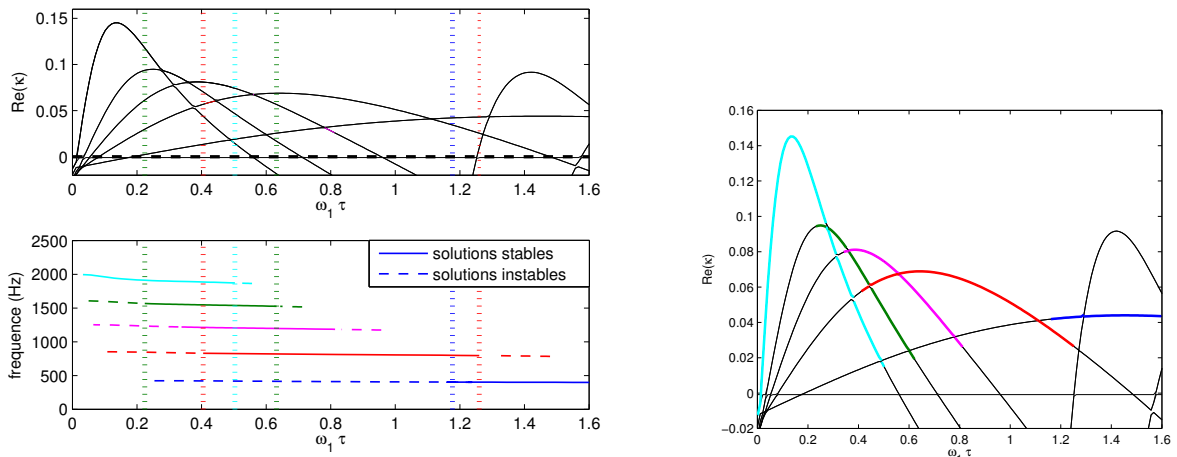 Re(κ)
0.15
0.1
0.05
0
0 0.2 0.4 0.6 0.8 1 1.2 1.4 1.6
ω₁ τ
frequence (Hz)
2500
2000
1500
1000
500
0
solutions stables
solutions instables
0 0.2 0.4 0.6 0.8 1 1.2 1.4 1.6
ω₁ τ
Re(κ)
0.16
0.14
0.12
0.1
0.08
0.06
0.04
0.02
0
−0.02
0 0.2 0.4 0.6 0.8 1 1.2 1.4 1.6
ω₁ τ